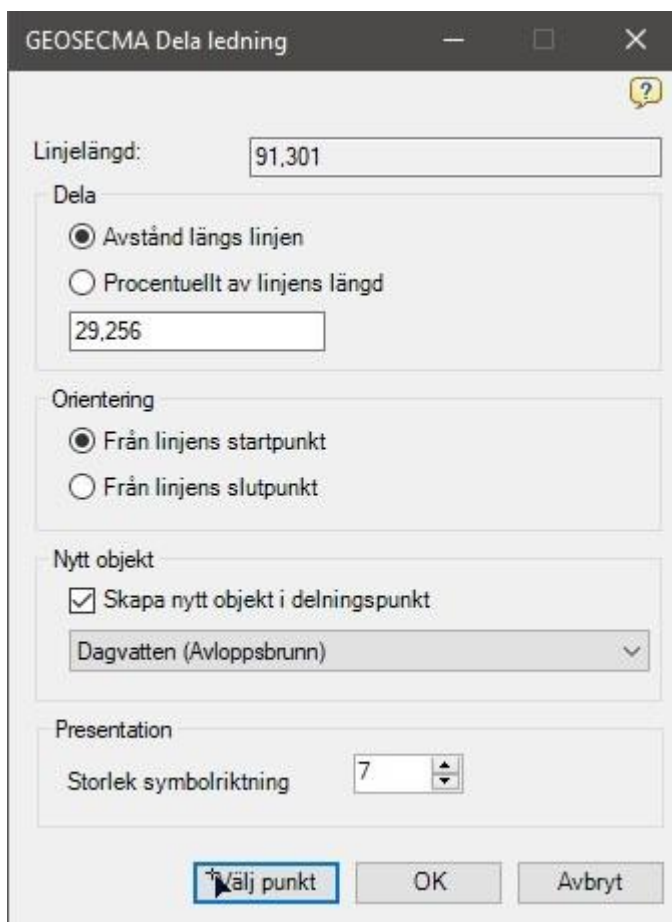 GEOSECMA Dela ledning
?
Linjelängd: 91,301
Dela
Avstånd längs linjen
Procentuellt av linjens längd
29,256
Orientering
Från linjens startpunkt
Från linjens slutpunkt
Nytt objekt
Skapa nytt objekt i delningspunkt
Dagvatten (Avloppsbrunn)
Presentation
Storlek symbolriktning 7
Välj punkt OK Avbryt